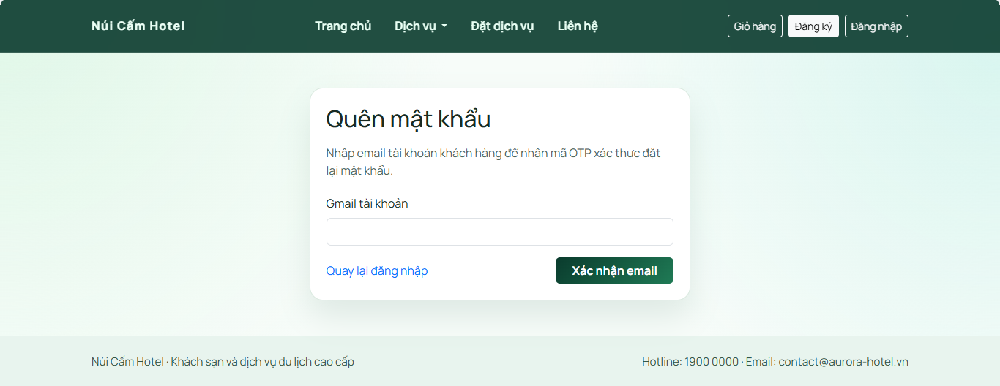 Núi Cấm Hotel
Trang chủ
Dịch vụ
Đặt dịch vụ
Liên hệ
Giỏ hàng
Đăng ký
Đăng nhập
Quên mật khẩu
Nhập email tài khoản khách hàng để nhận mã OTP xác thực đặt
lại mật khẩu.
Gmail tài khoản
Quay lại đăng nhập
Xác nhận email
Núi Cấm Hotel · Khách sạn và dịch vụ du lịch cao cấp
Hotline: 1900 0000 · Email: contact@aurora-hotel.vn